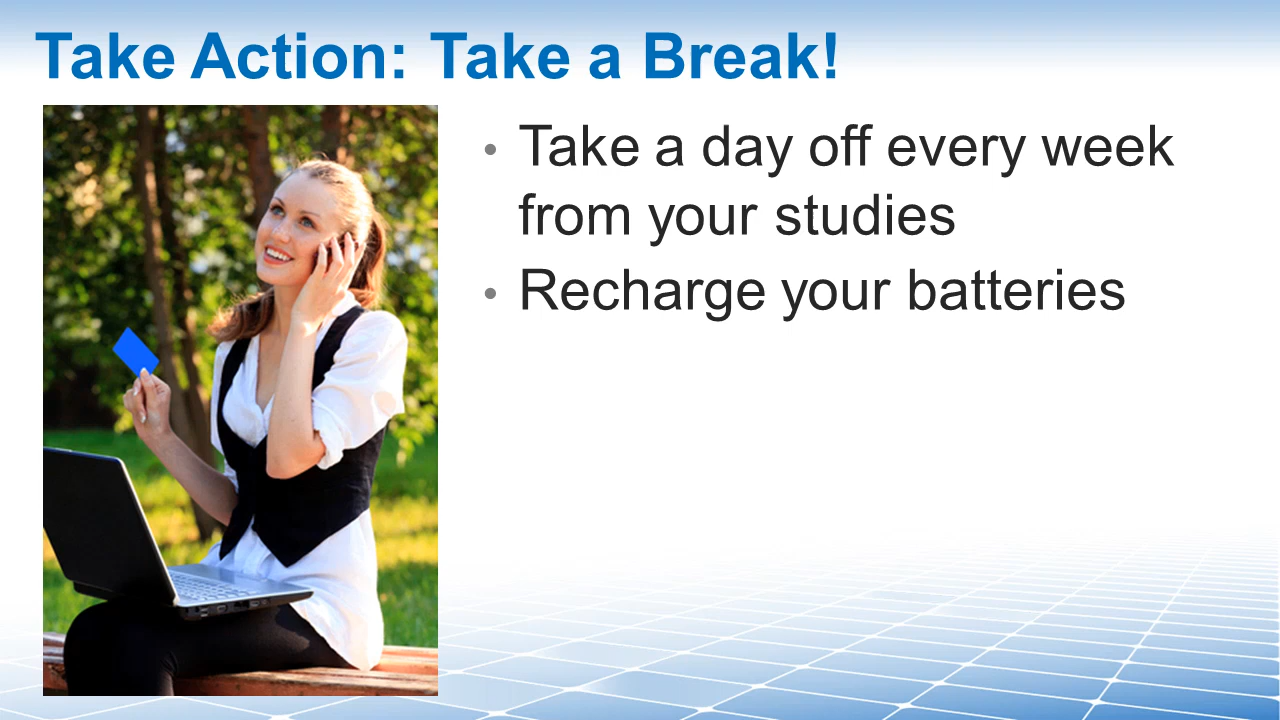 Take Action: Take a Break!
• Take a day off every week
from your studies
• Recharge your batteries